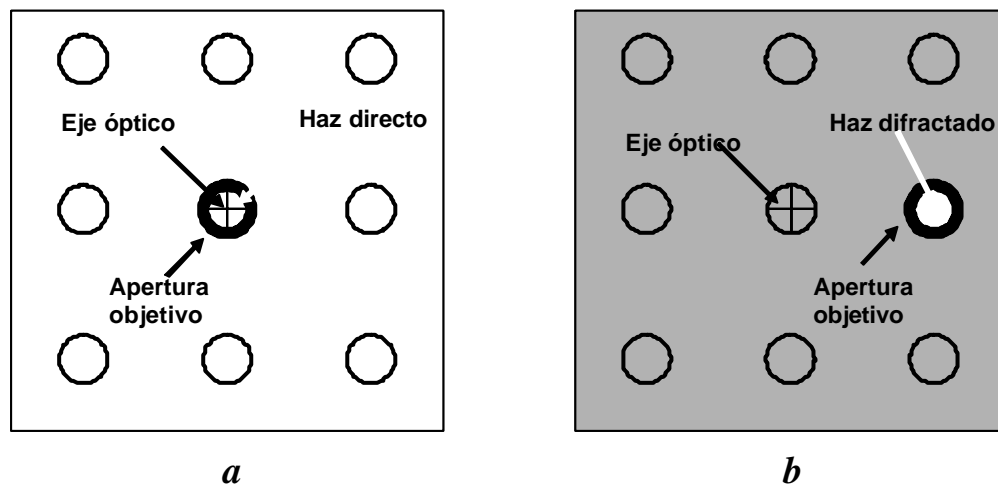 Eje óptico
Haz directo
Apertura
objetivo
a
Haz difractado
Eje óptico
Apertura
objetivo
b